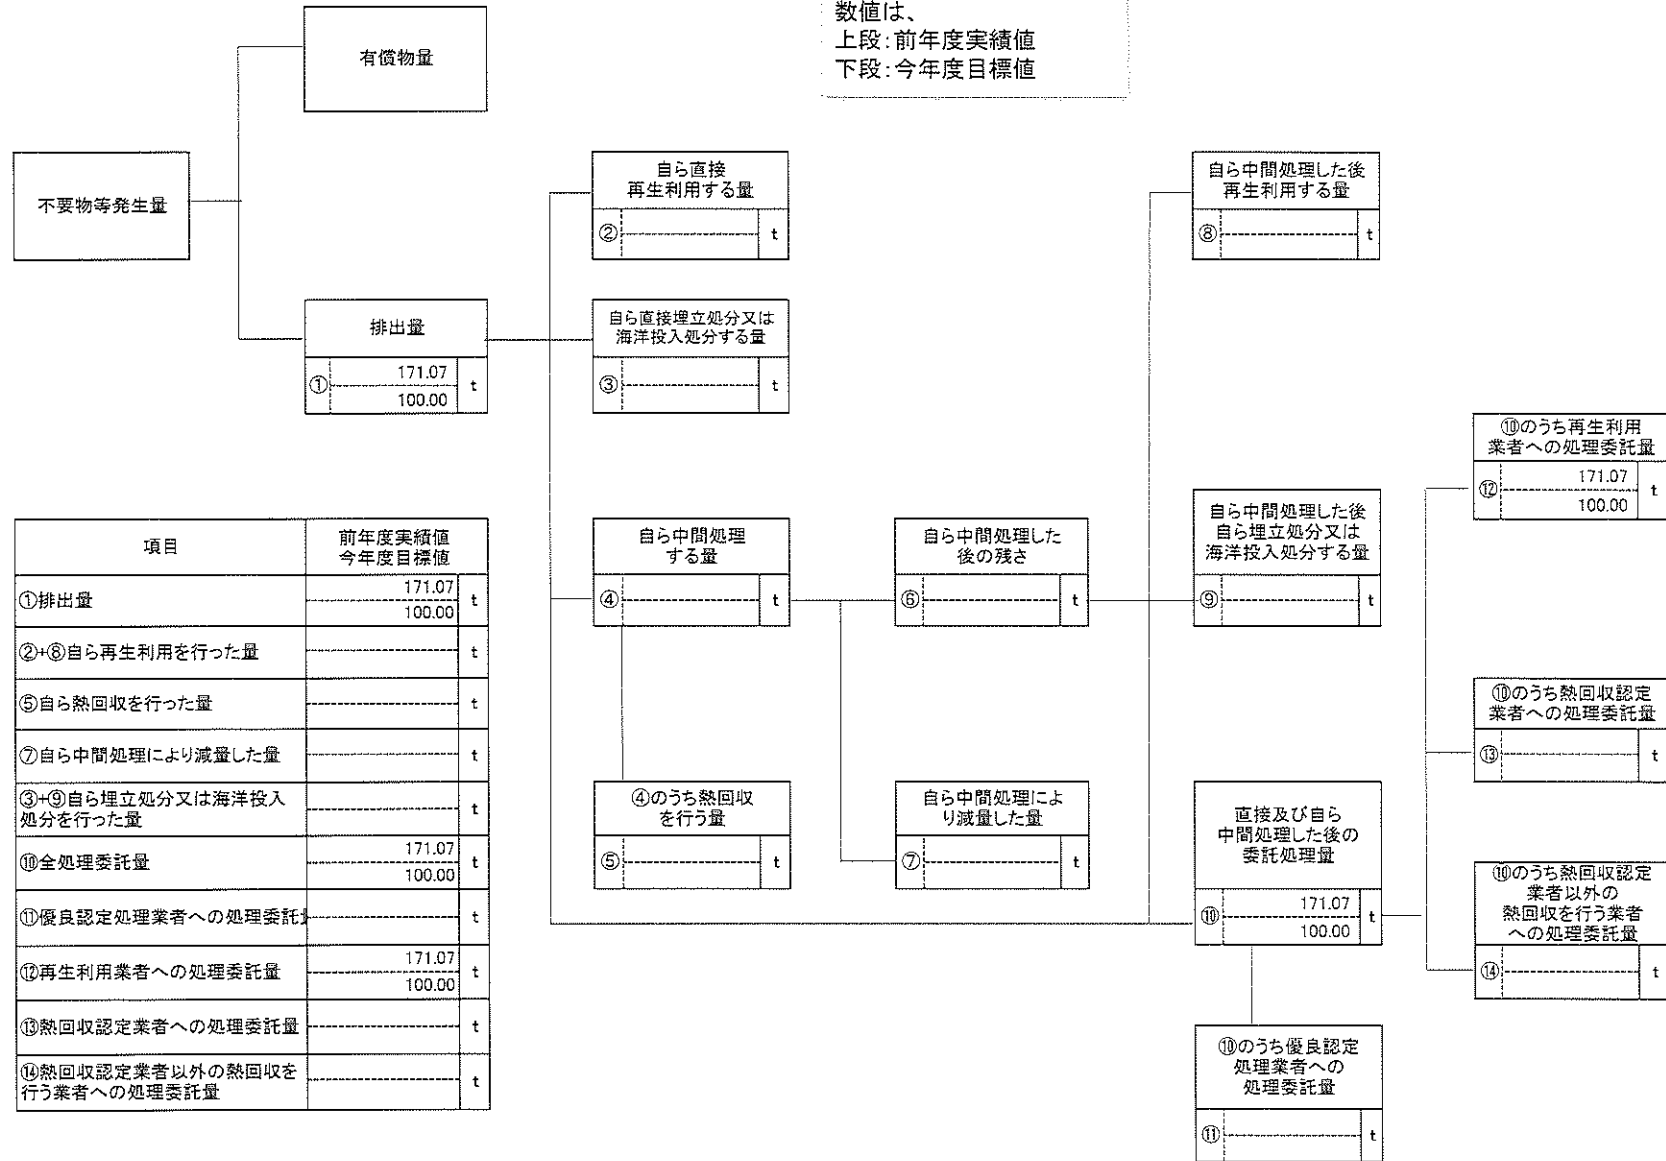 数値は、
上段:前年度実績値
下段:今年度目標値
有償物量
不要物等発生量
排出量
① 171.07 t
100.00
自ら直接
再生利用する量
② t
自ら直接埋立処分又は
海洋投入処分する量
③ t
自ら中間処理
する量
④ t
④のうち熱回収
を行う量
⑤ t
自ら中間処理した
後の残さ
⑥ t
自ら中間処理によ
り減量した量
⑦ t
自ら中間処理した後
再生利用する量
⑧ t
自ら中間処理した後
自ら埋立処分又は
海洋投入処分する量
⑨ t
直接及び自ら
中間処理した後の
委託処理量
⑩ 171.07 t
100.00
⑩のうち優良認定
処理業者への
処理委託量
⑪ t
⑩のうち再生利用
業者への処理委託量
⑫ 171.07 t
100.00
⑩のうち熱回収認定
業者への処理委託量
⑬ t
⑩のうち熱回収認定
業者以外の
熱回収を行う業者
への処理委託量
⑭ t
項目 前年度実績値
今年度目標値
①排出量 171.07 t
100.00
②+⑧自ら再生利用を行った量 t
⑤自ら熱回収を行った量 t
⑦自ら中間処理により減量した量 t
③+⑨自ら埋立処分又は海洋投入
処分を行った量 t
⑩全処理委託量 171.07 t
100.00
⑪優良認定処理業者への処理委託 t
⑫再生利用業者への処理委託量 171.07 t
100.00
⑬熱回収認定業者への処理委託量 t
⑭熱回収認定業者以外の熱回収を
行う業者への処理委託量 t